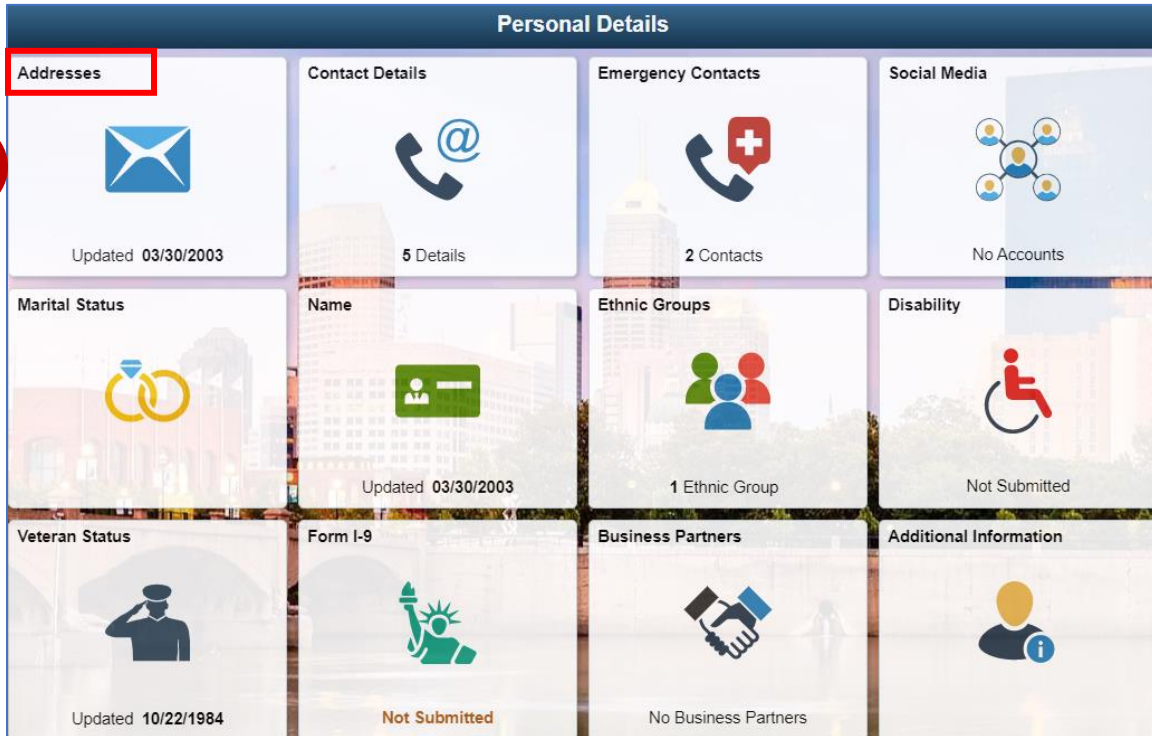 Personal Details
Addresses
Contact Details
Emergency Contacts
Social Media
@
Updated 03/30/2003
5 Details
2 Contacts
No Accounts
Marital Status
Name
Ethnic Groups
Disability
Updated 03/30/2003
1 Ethnic Group
Not Submitted
Veteran Status
Form I-9
Business Partners
Additional Information
i
Updated 10/22/1984
Not Submitted
No Business Partners